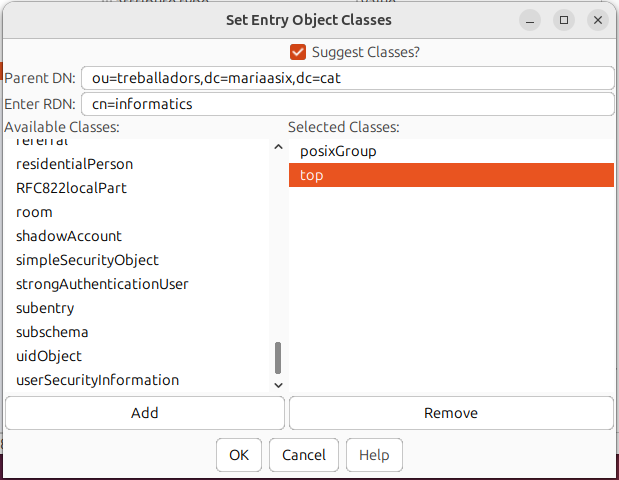 Set Entry Object Classes
Suggest Classes?
Parent DN: ou=treballadors,dc=mariaasix,dc=cat
Enter RDN: cn=informatics
Available Classes:
Selected Classes:
referral
residentialPerson
RFC822localPart
room
shadowAccount
simpleSecurityObject
strongAuthenticationUser
subentry
subschema
uidObject
userSecurityInformation
posixGroup
top
Add
Remove
OK
Cancel
Help